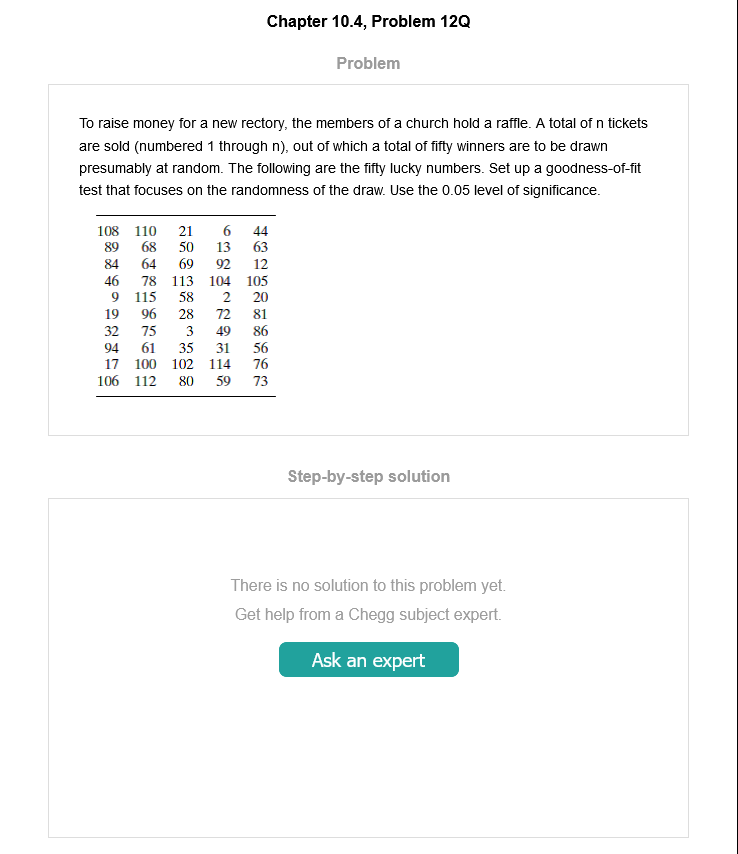 Chapter 10.4, Problem 12Q
Problem
To raise money for a new rectory, the members of a church hold a raffle. A total of n tickets
are sold (numbered 1 through n), out of which a total of fifty winners are to be drawn
presumably at random. The following are the fifty lucky numbers. Set up a goodness-of-fit
test that focuses on the randomness of the draw. Use the 0.05 level of significance.
108 110 21 6 44
89 68 50 13 63
84 64 69 92 12
46 78 113 104 105
9 115 58 2 20
19 96 28 72 81
32 75 3 49 86
94 61 35 31 56
17 100 102 114 76
106 112 80 59 73
Step-by-step solution
There is no solution to this problem yet.
Get help from a Chegg subject expert.
Ask an expert